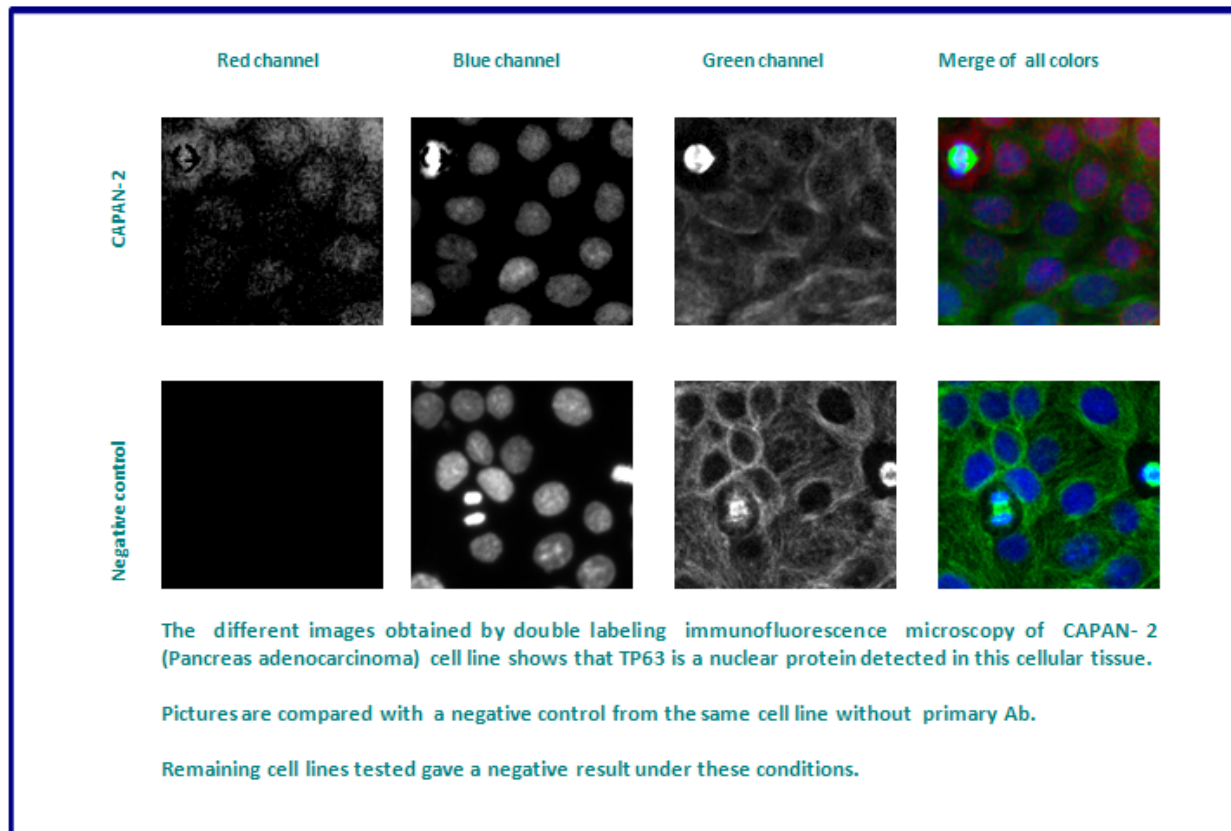 Red channel
Blue channel
Green channel
Merge of all colors
CAPAN-2
Negative control
The different images obtained by double labeling immunofluorescence microscopy of CAPAN- 2
(Pancreas adenocarcinoma) cell line shows that TP63 is a nuclear protein detected in this cellular tissue.
Pictures are compared with a negative control from the same cell line without primary Ab.
Remaining cell lines tested gave a negative result under these conditions.